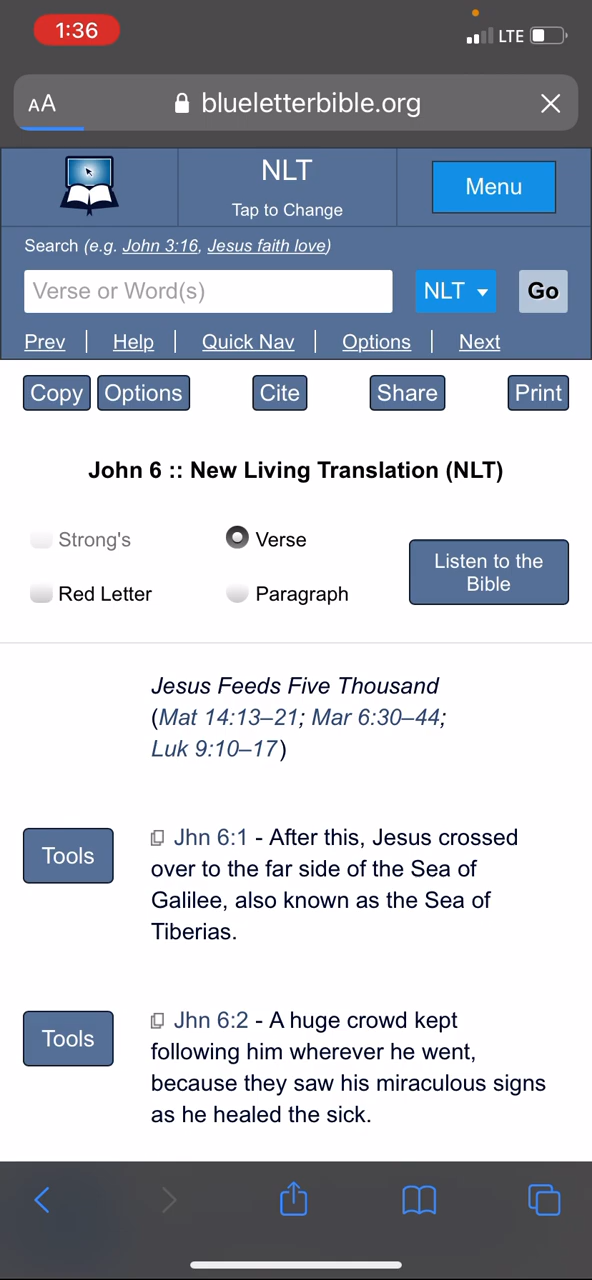 1:36
LTE
AA
blueletterbible.org
NLT
Tap to Change
Menu
Search (e.g. John 3:16, Jesus faith love)
Verse or Word(s)
NLT
Go
Prev | Help | Quick Nav | Options | Next
Copy Options Cite Share Print
John 6 :: New Living Translation (NLT)
Strong's
Verse
Listen to the
Bible
Red Letter
Paragraph
Jesus Feeds Five Thousand
(Mat 14:13–21; Mar 6:30–44;
Luk 9:10–17)
Tools
Jhn 6:1 - After this, Jesus crossed
over to the far side of the Sea of
Galilee, also known as the Sea of
Tiberias.
Tools
Jhn 6:2 - A huge crowd kept
following him wherever he went,
because they saw his miraculous signs
as he healed the sick.